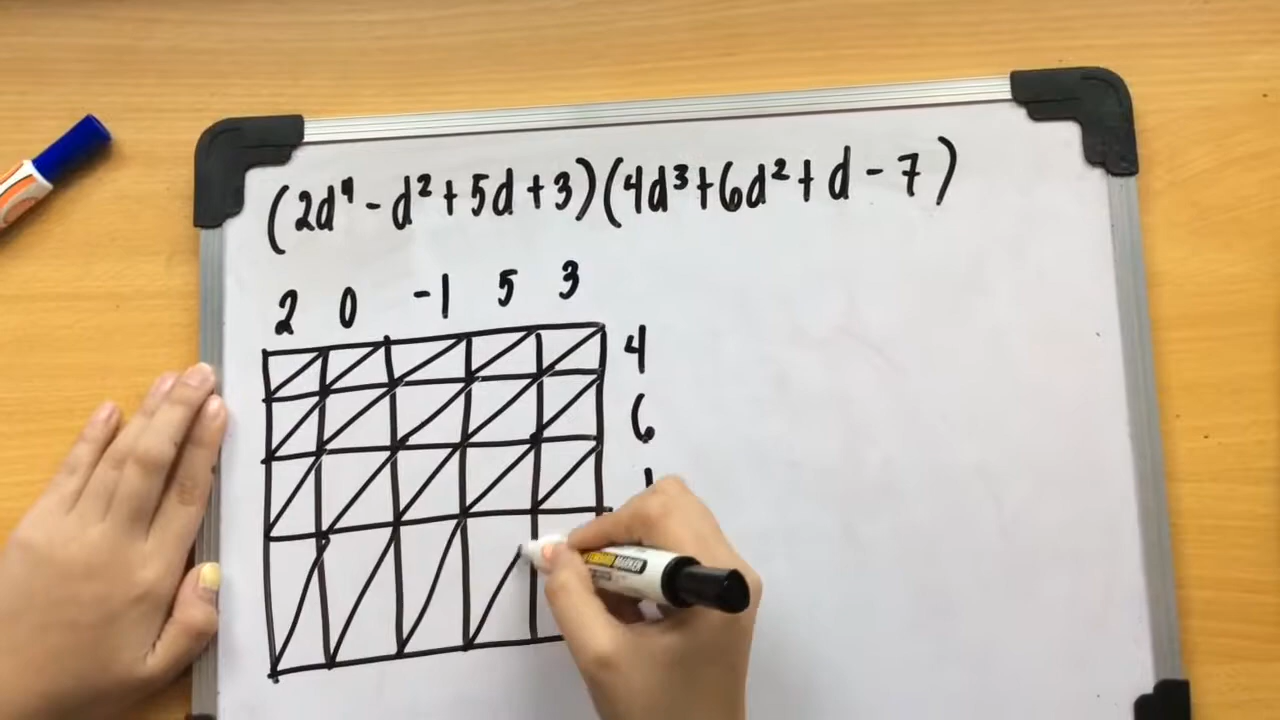 (2d⁴ - d² + 5d + 3)(4d³ + 6d² + d - 7)
2 0 -1 5 3
4
6
1